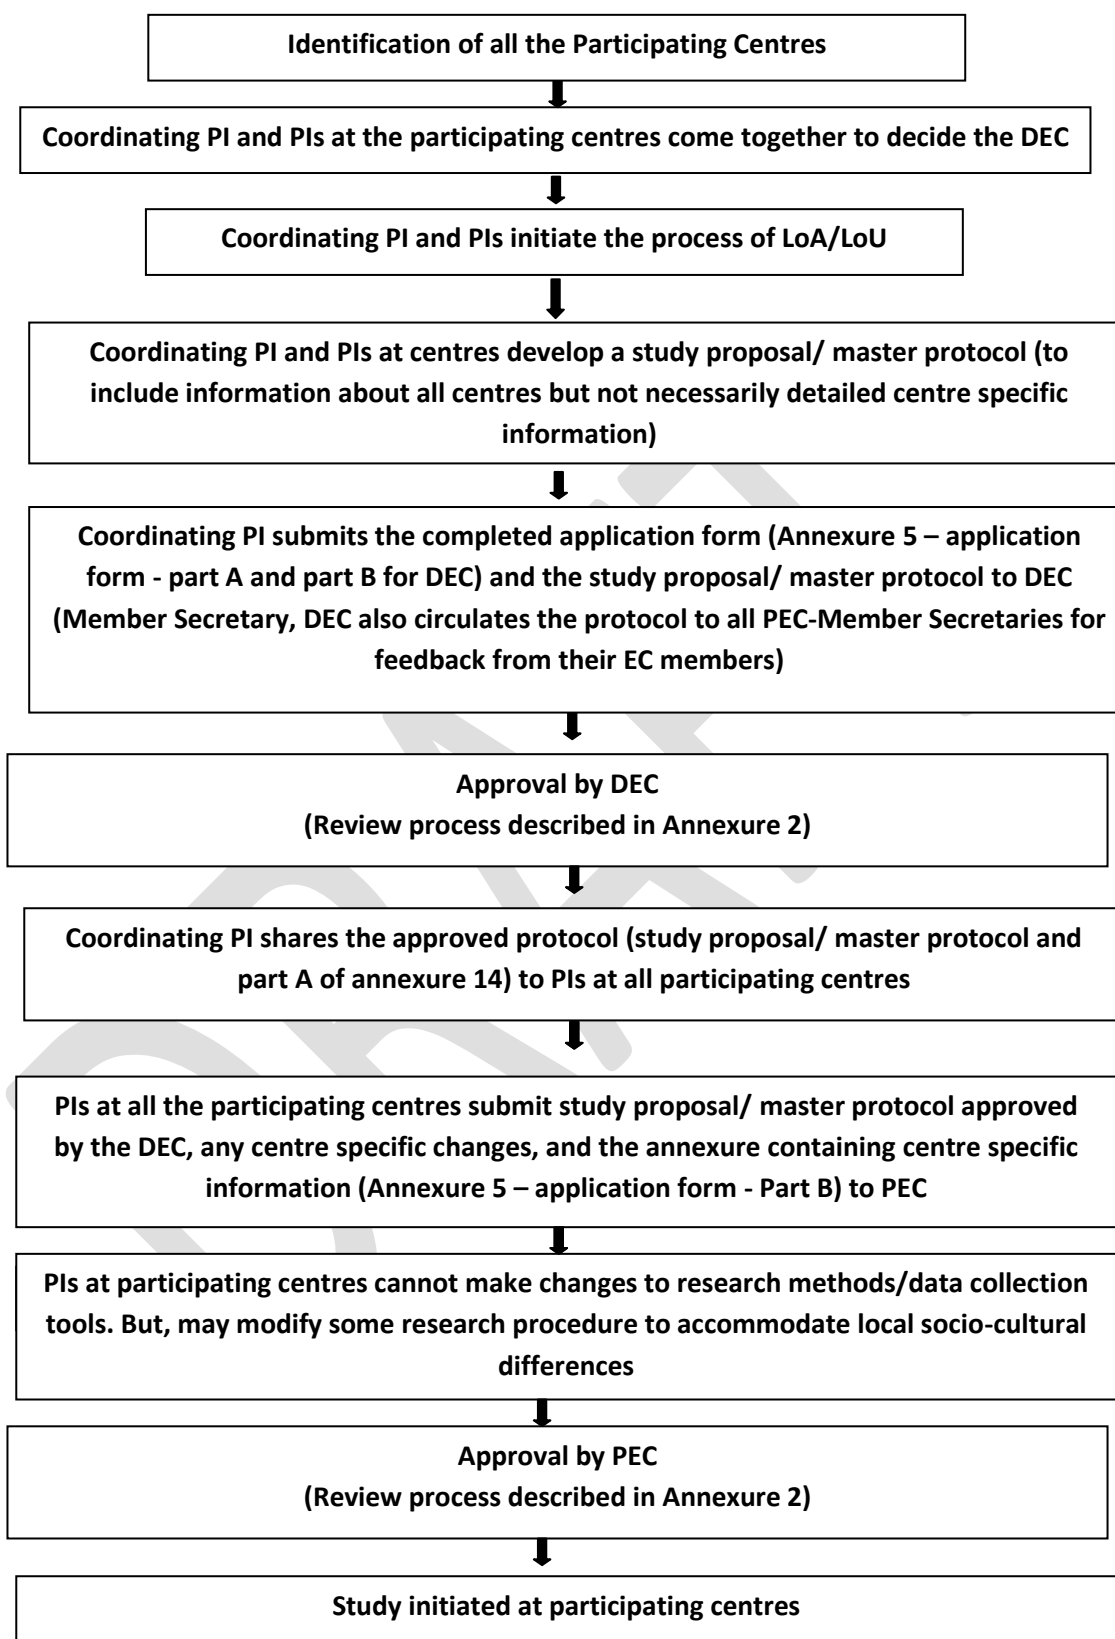 Identification of all the Participating Centres
Coordinating PI and PIs at the participating centres come together to decide the DEC
Coordinating PI and PIs initiate the process of LoA/LoU
Coordinating PI and PIs at centres develop a study proposal/ master protocol (to
include information about all centres but not necessarily detailed centre specific
information)
Coordinating PI submits the completed application form (Annexure 5 – application
form - part A and part B for DEC) and the study proposal/ master protocol to DEC
(Member Secretary, DEC also circulates the protocol to all PEC-Member Secretaries for
feedback from their EC members)
Approval by DEC
(Review process described in Annexure 2)
Coordinating PI shares the approved protocol (study proposal/ master protocol and
part A of annexure 14) to PIs at all participating centres
PIs at all the participating centres submit study proposal/ master protocol approved
by the DEC, any centre specific changes, and the annexure containing centre specific
information (Annexure 5 – application form - Part B) to PEC
PIs at participating centres cannot make changes to research methods/data collection
tools. But, may modify some research procedure to accommodate local socio-cultural
differences
Approval by PEC
(Review process described in Annexure 2)
Study initiated at participating centres
DRAFT